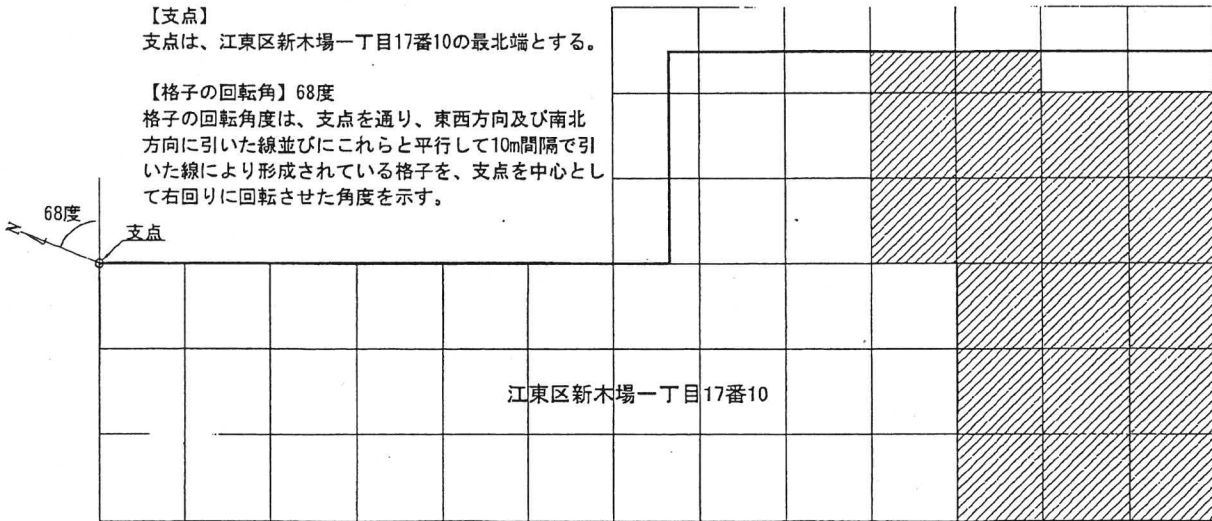 【支点】
支点は、江東区新木場一丁目17番10の最北端とする。
【格子の回転角】68度
格子の回転角度は、支点を通り、東西方向及び南北
方向に引いた線並びにこれらと平行して10m間隔で引
いた線により形成されている格子を、支点を中心とし
て右回りに回転させた角度を示す。
68度
N
支点
江東区新木場一丁目17番10